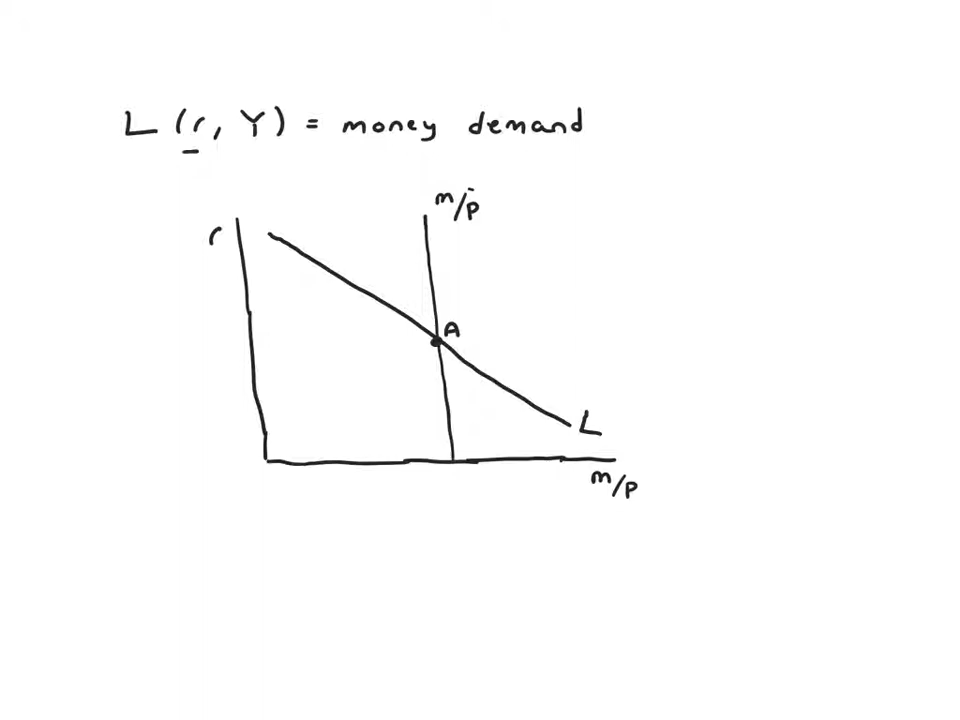 L (r, Y) = money demand
m/p̄
r
A
L
m/p